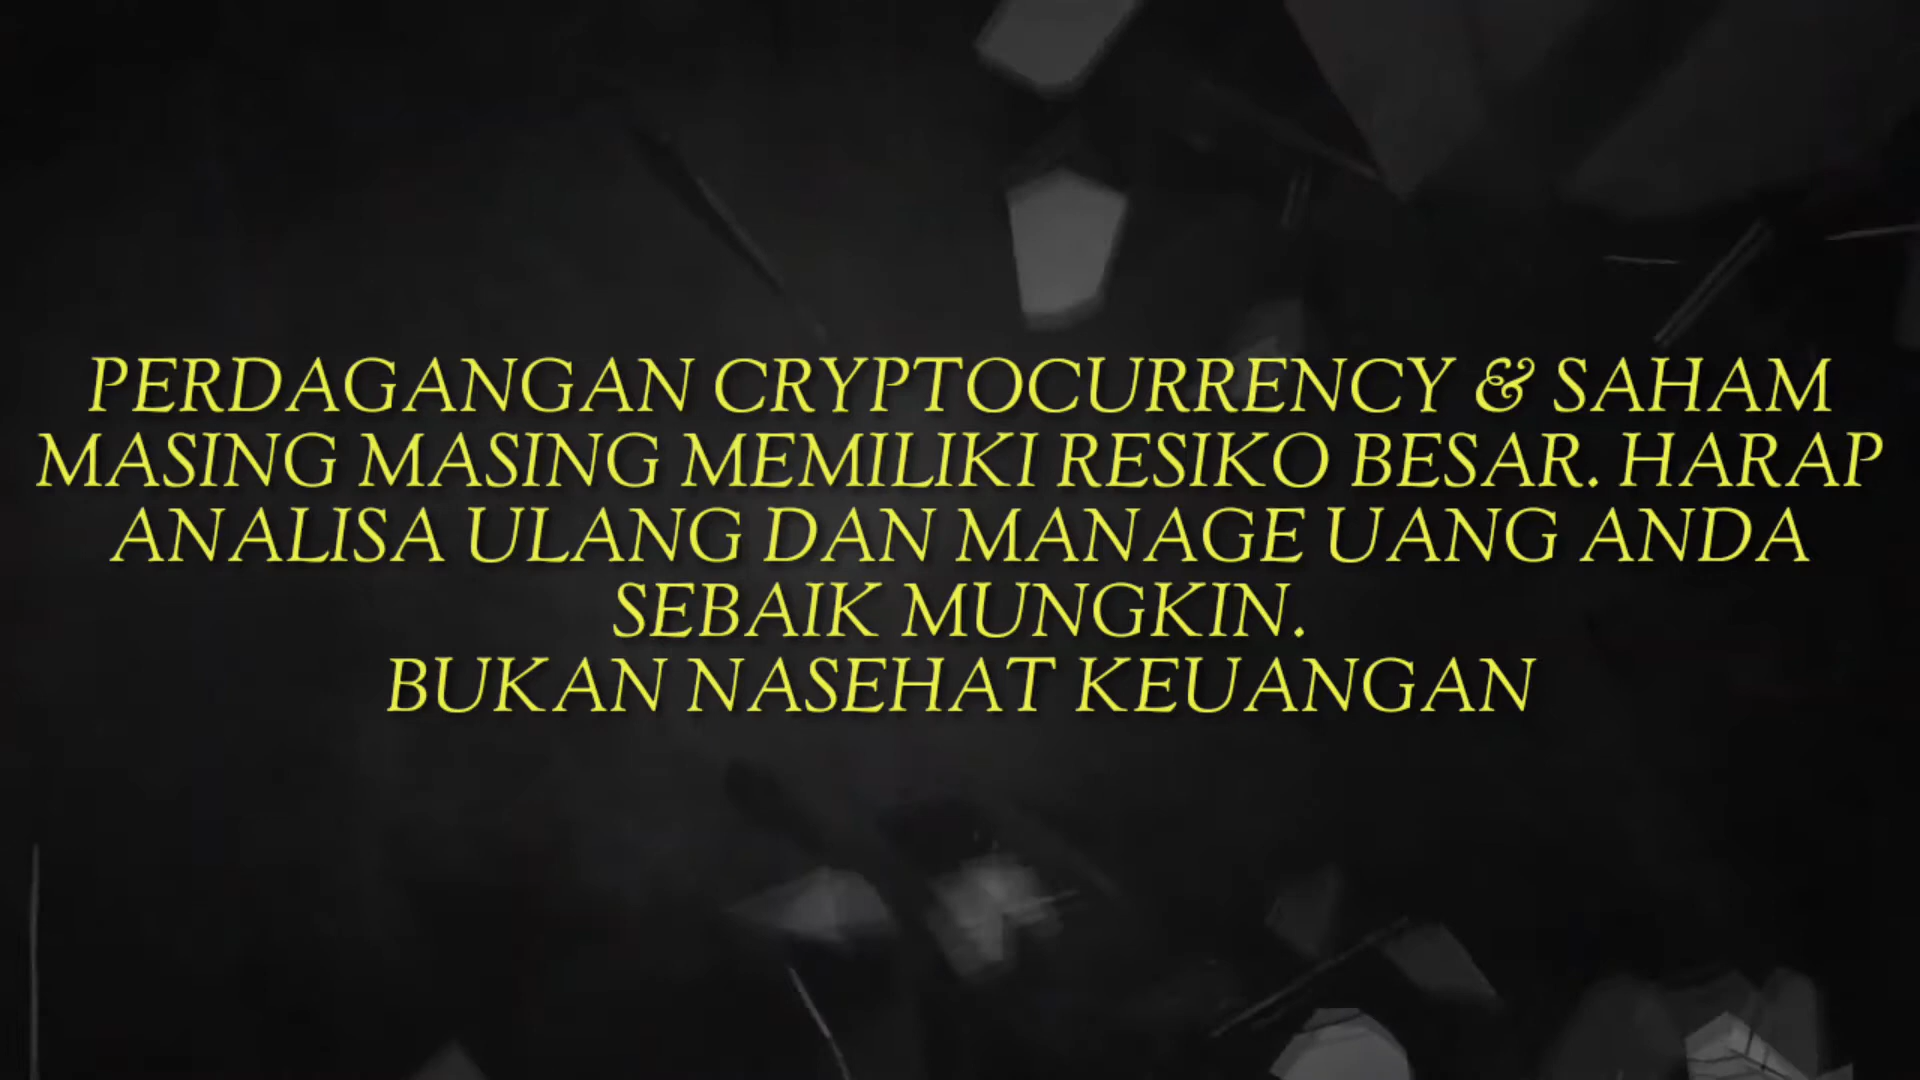 PERDAGANGAN CRYPTOCURRENCY & SAHAM
MASING MASING MEMILIKI RESIKO BESAR. HARAP
ANALISA ULANG DAN MANAGE UANG ANDA
SEBAIK MUNGKIN.
BUKAN NASEHAT KEUANGAN